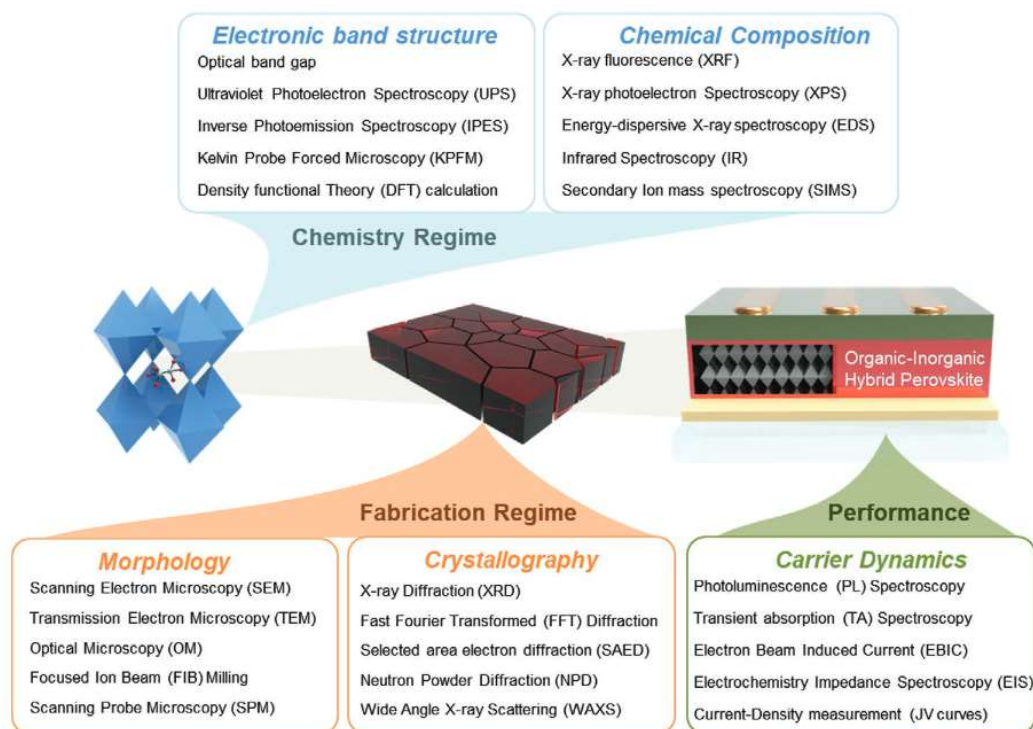 Electronic band structure
Optical band gap
Ultraviolet Photoelectron Spectroscopy (UPS)
Inverse Photoemission Spectroscopy (IPES)
Kelvin Probe Forced Microscopy (KPFM)
Density functional Theory (DFT) calculation
Chemical Composition
X-ray fluorescence (XRF)
X-ray photoelectron Spectroscopy (XPS)
Energy-dispersive X-ray spectroscopy (EDS)
Infrared Spectroscopy (IR)
Secondary Ion mass spectroscopy (SIMS)
Chemistry Regime
Organic-Inorganic
Hybrid Perovskite
Fabrication Regime
Performance
Morphology
Scanning Electron Microscopy (SEM)
Transmission Electron Microscopy (TEM)
Optical Microscopy (OM)
Focused Ion Beam (FIB) Milling
Scanning Probe Microscopy (SPM)
Crystallography
X-ray Diffraction (XRD)
Fast Fourier Transformed (FFT) Diffraction
Selected area electron diffraction (SAED)
Neutron Powder Diffraction (NPD)
Wide Angle X-ray Scattering (WAXS)
Carrier Dynamics
Photoluminescence (PL) Spectroscopy
Transient absorption (TA) Spectroscopy
Electron Beam Induced Current (EBIC)
Electrochemistry Impedance Spectroscopy (EIS)
Current-Density measurement (JV curves)